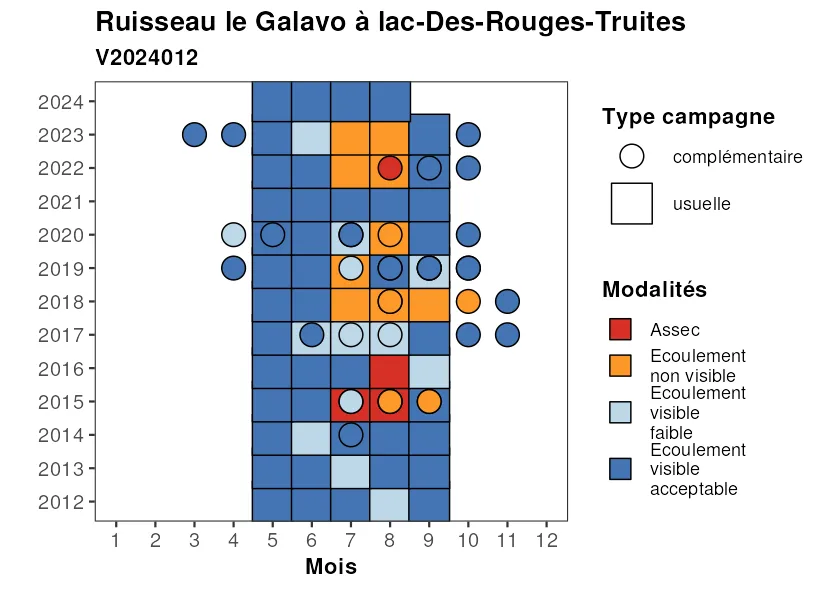 Ruisseau le Galavo à lac-Des-Rouges-Truites
V2024012
2024
2023
2022
2021
2020
2019
2018
2017
2016
2015
2014
2013
2012
1 2 3 4 5 6 7 8 9 10 11 12
Mois
Type campagne
complémentaire
usuelle
Modalités
Assec
Ecoulement
non visible
Ecoulement
visible
faible
Ecoulement
visible
acceptable